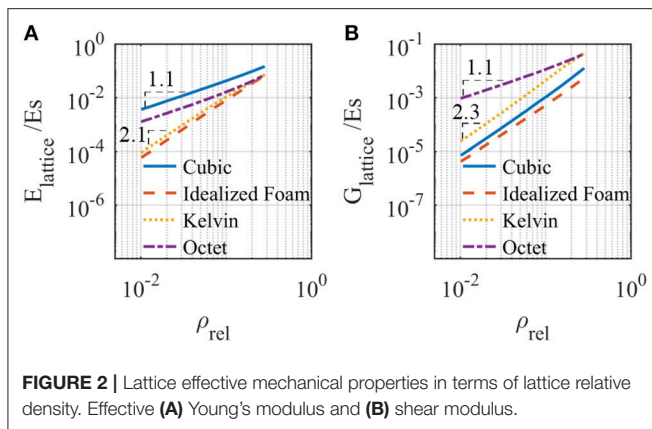 A
B
10^0
10^-2
10^-4
10^-6
E_lattice /Es
1.1
2.1
Cubic
Idealized Foam
Kelvin
Octet
10^-2
10^0
ρ_rel
10^-1
10^-3
10^-5
10^-7
G_lattice /Es
1.1
2.3
Cubic
Idealized Foam
Kelvin
Octet
10^-2
10^0
ρ_rel
FIGURE 2 | Lattice effective mechanical properties in terms of lattice relative
density. Effective (A) Young's modulus and (B) shear modulus.